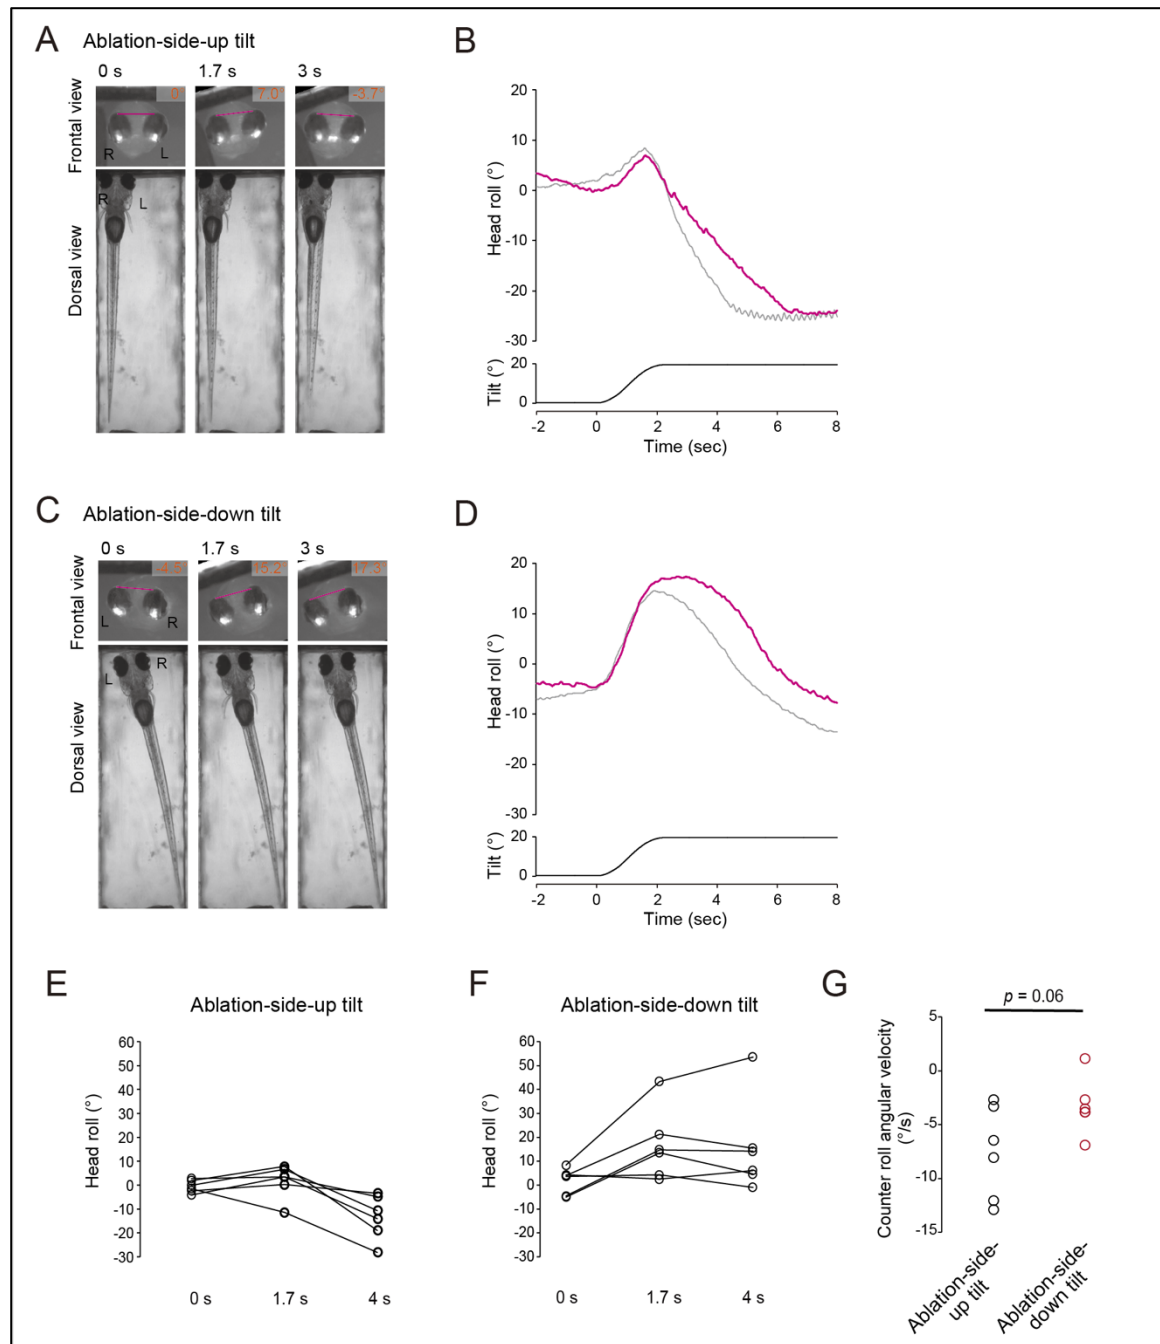 A Ablation-side-up tilt
0 s 1.7 s 3 s
Frontal view
0°
7.0°
-3.7°
R L
Dorsal view
R L
B
Head roll (°)
20
10
0
-10
-20
-30
Tilt (°)
20
0
-2 0 2 4 6 8
Time (sec)
C Ablation-side-down tilt
0 s 1.7 s 3 s
Frontal view
-4.5°
15.2°
17.3°
L R
Dorsal view
L R
D
Head roll (°)
20
10
0
-10
-20
-30
Tilt (°)
20
0
-2 0 2 4 6 8
Time (sec)
E
Ablation-side-up tilt
Head roll (°)
60
50
40
30
20
10
0
-10
-20
-30
0 s 1.7 s 4 s
F
Ablation-side-down tilt
Head roll (°)
60
50
40
30
20
10
0
-10
-20
-30
0 s 1.7 s 4 s
G
p = 0.06
Counter roll angular velocity
(°/s)
5
0
-5
-10
-15
Ablation-side-
up tilt
Ablation-side-
down tilt